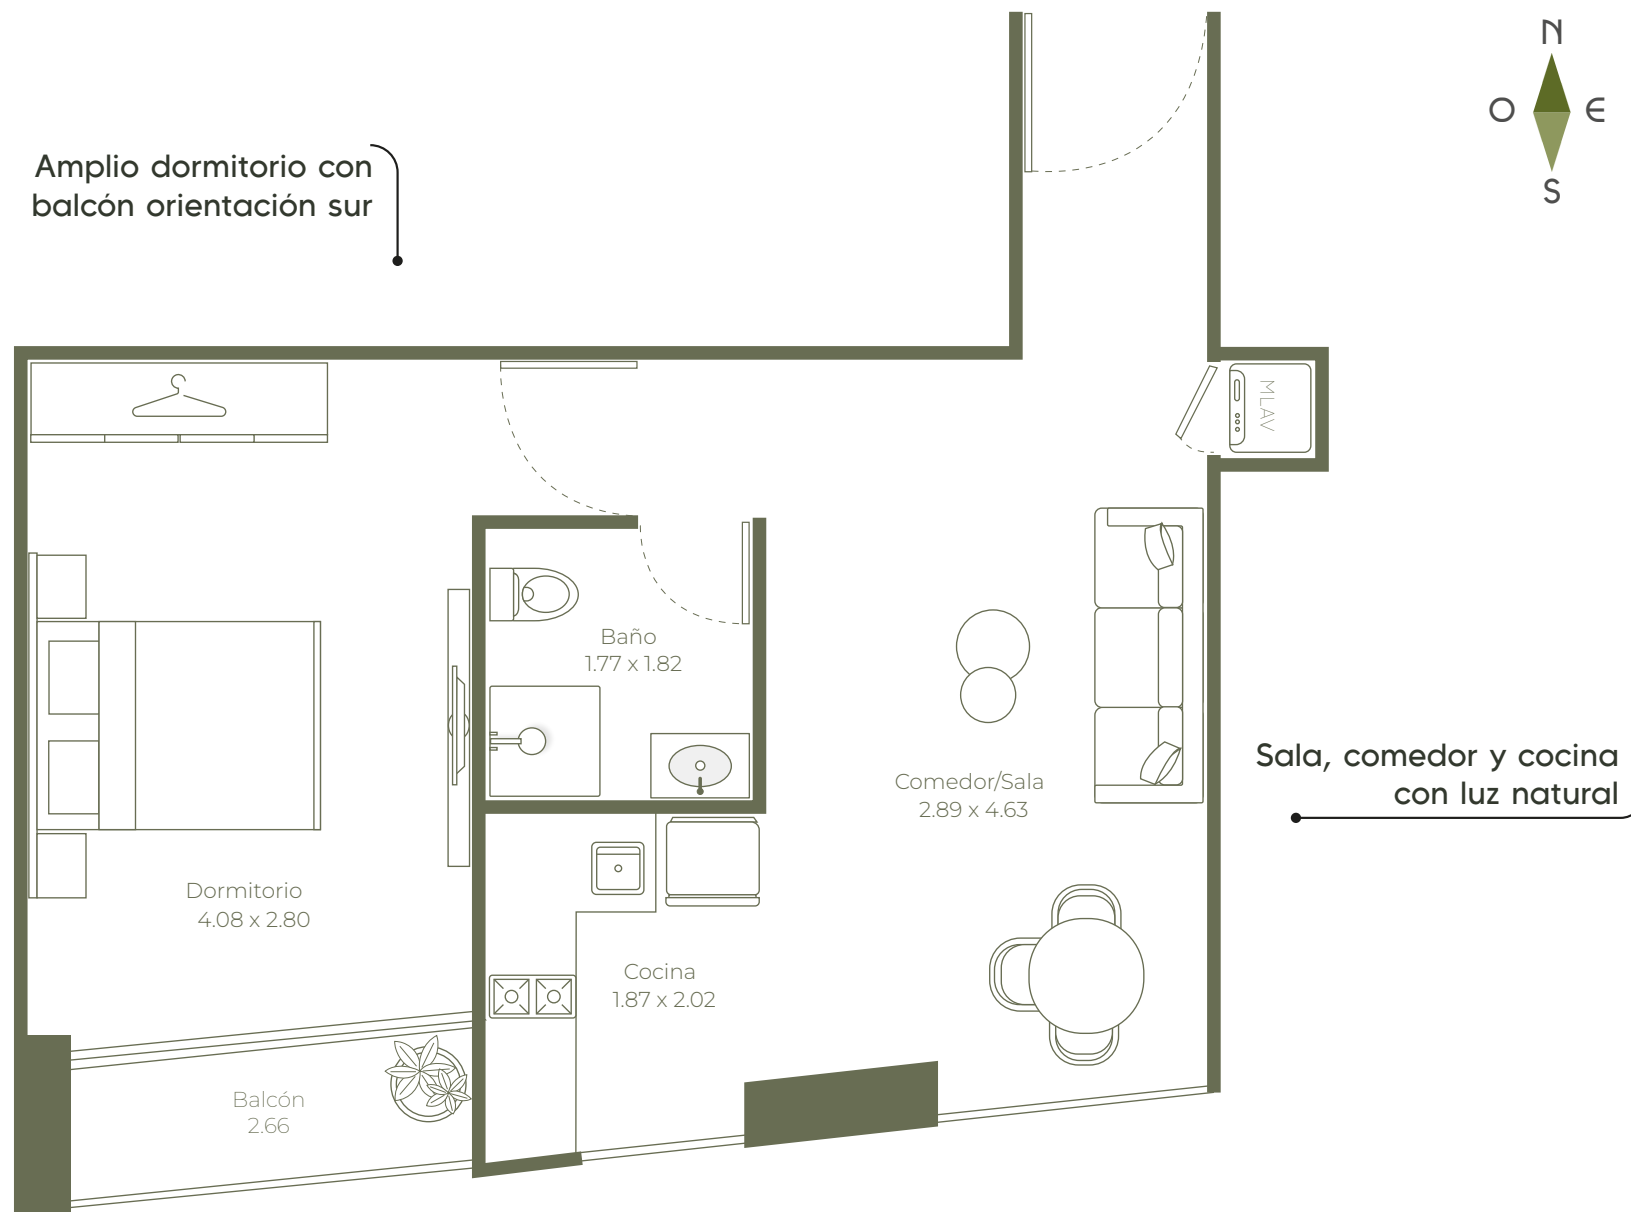 N
O E
S
Amplio dormitorio con
balcón orientación sur
MLAV
Baño
1.77 x 1.82
Sala, comedor y cocina
con luz natural
Comedor/Sala
2.89 x 4.63
Dormitorio
4.08 x 2.80
Cocina
1.87 x 2.02
Balcón
2.66